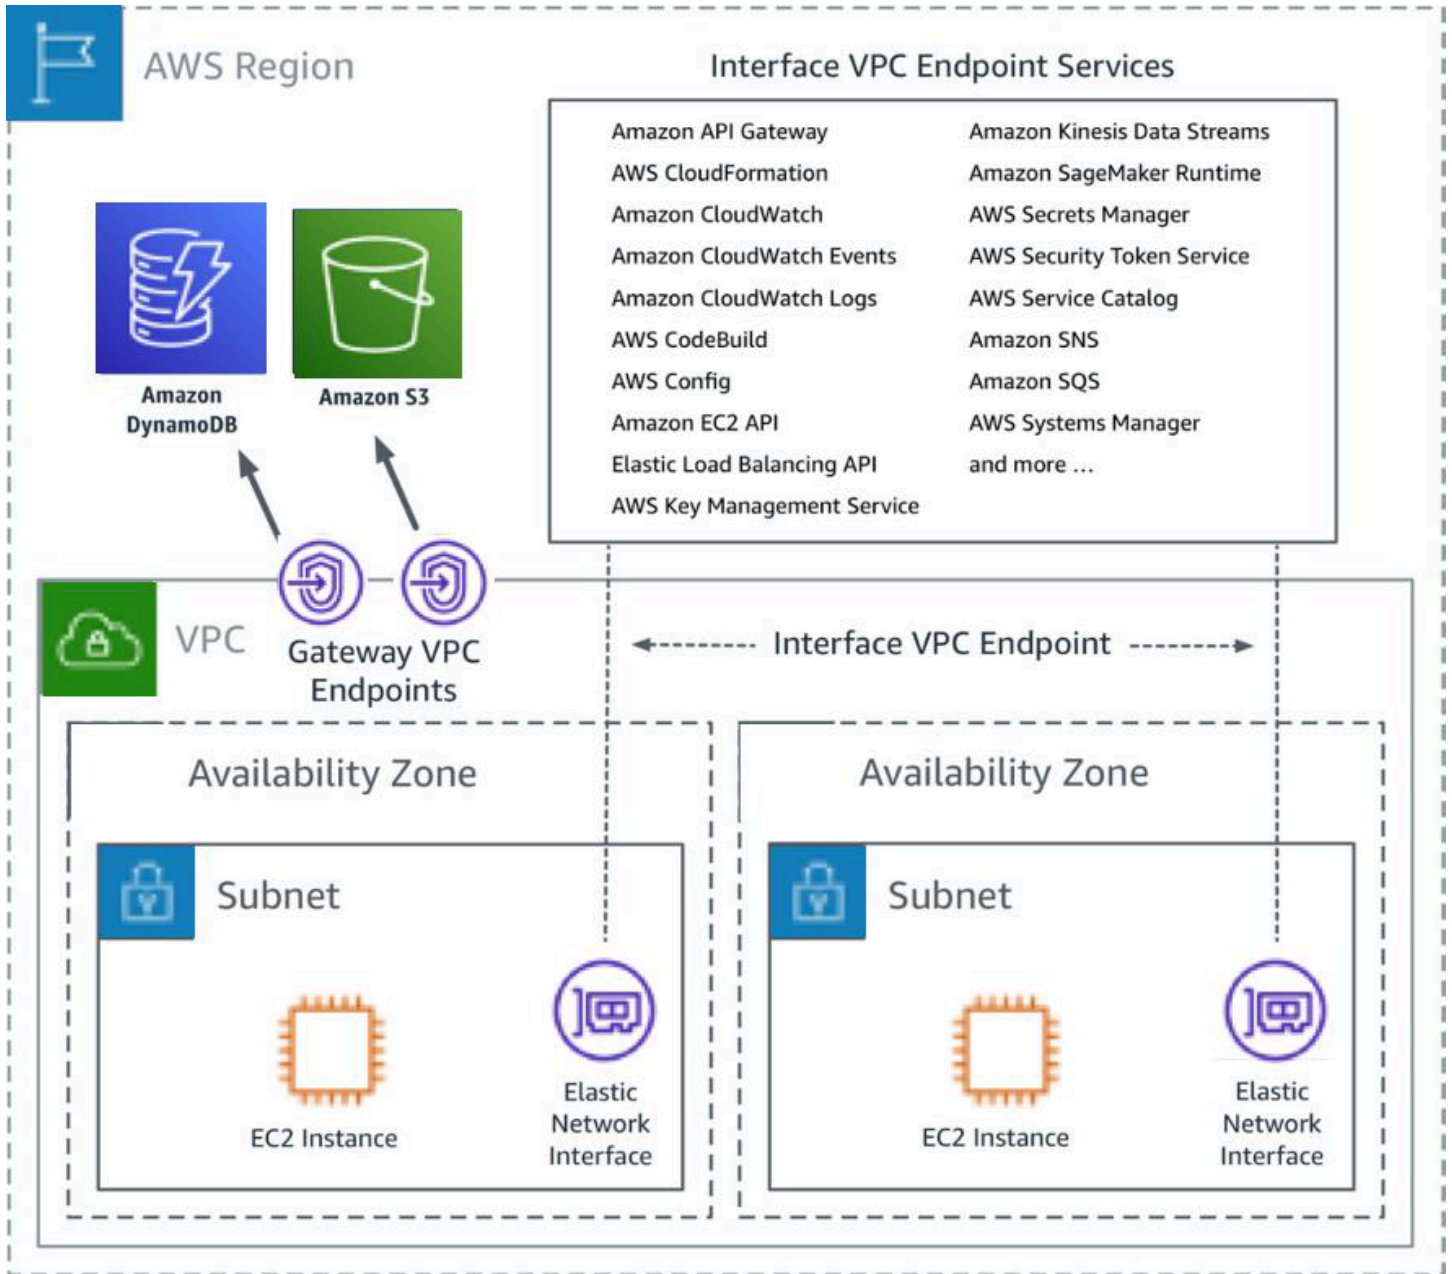 AWS Region
Interface VPC Endpoint Services
Amazon API Gateway
AWS CloudFormation
Amazon CloudWatch
Amazon CloudWatch Events
Amazon CloudWatch Logs
AWS CodeBuild
AWS Config
Amazon EC2 API
Elastic Load Balancing API
AWS Key Management Service
Amazon Kinesis Data Streams
Amazon SageMaker Runtime
AWS Secrets Manager
AWS Security Token Service
AWS Service Catalog
Amazon SNS
Amazon SQS
AWS Systems Manager
and more ...
Amazon
DynamoDB
Amazon S3
VPC
Gateway VPC
Endpoints
Interface VPC Endpoint
Availability Zone
Subnet
EC2 Instance
Elastic
Network
Interface
Availability Zone
Subnet
EC2 Instance
Elastic
Network
Interface